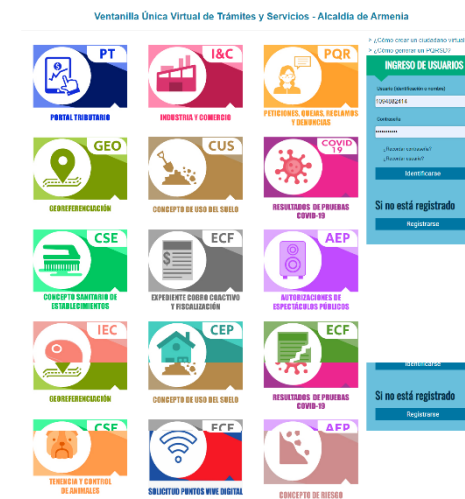 Ventanilla Única Virtual de Trámites y Servicios - Alcaldía de Armenia
PT
PORTAL TRIBUTARIO
I&C
INDUSTRIA Y COMERCIO
PQR
PETICIONES, QUEJAS, RECLAMOS
Y DENUNCIAS
GEO
GEOREFERENCIACIÓN
CUS
CONCEPTO DE USO DEL SUELO
COVID
19
RESULTADOS DE PRUEBAS
COVID-19
CSE
CONCEPTO SANITARIO DE
ESTABLECIMIENTOS
ECF
EXPEDIENTE COBRO COACTIVO
Y FISCALIZACIÓN
AEP
AUTORIZACIONES DE
ESPECTÁCULOS PÚBLICOS
IEC
GEOREFERENCIACIÓN
CEP
CONCEPTO DE USO DEL SUELO
ECF
RESULTADOS DE PRUEBAS
COVID-19
CSE
TENENCIA Y CONTROL
DE ANIMALES
ECF
SOLICITUD PUNTOS VIVE DIGITAL
AEP
CONCEPTO DE RIESGO
> ¿Cómo crear un ciudadano virtual
> ¿Cómo generar un PQRSD?
INGRESO DE USUARIOS
Usuario (Identificación o nombre)
Contraseña
¿Recordar contraseña?
¿Recordar usuario?
Identificarse
Si no está registrado
Registrarse
Identificarse
Si no está registrado
Registrarse